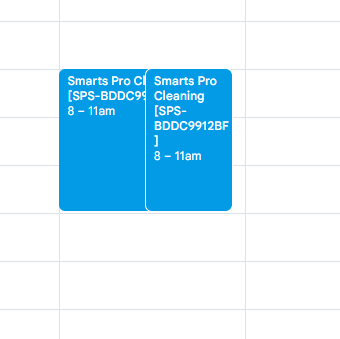 Smarts Pro Cl
[SPS-BDDC99
8 – 11am
Smarts Pro
Cleaning
[SPS-
BDDC9912BF
]
8 – 11am